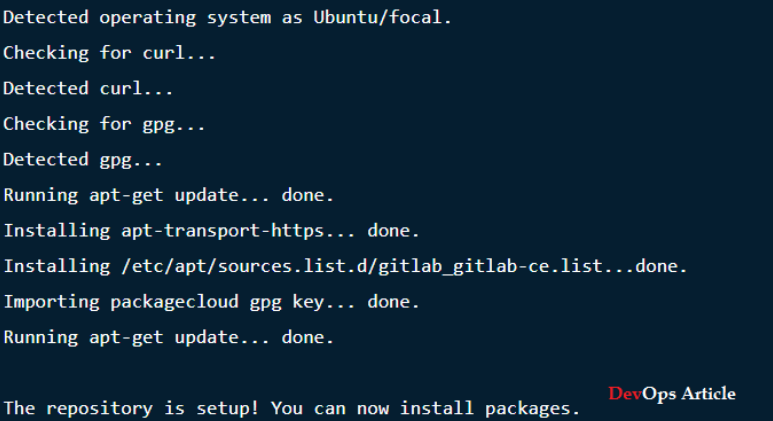 Detected operating system as Ubuntu/focal.
Checking for curl...
Detected curl...
Checking for gpg...
Detected gpg...
Running apt-get update... done.
Installing apt-transport-https... done.
Installing /etc/apt/sources.list.d/gitlab_gitlab-ce.list...done.
Importing packagecloud gpg key... done.
Running apt-get update... done.
The repository is setup! You can now install packages.
DevOps Article